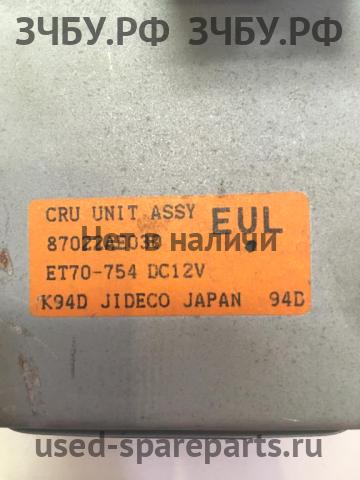 ЗЧБУ.РФ ЗЧБУ.РФ
CRU UNIT ASSY EUL
Нет в наличии
ET70-754 DC12V
K94D JIDECO JAPAN 94D
used-spareparts.ru